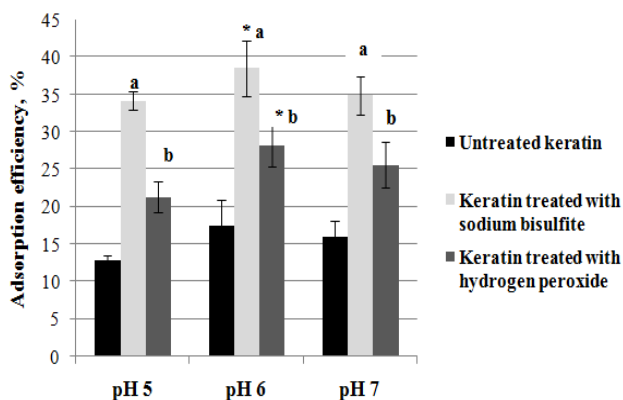 Adsorption efficiency, %
45
40
35
30
25
20
15
10
5
0
a
b
* a
* b
a
b
pH 5
pH 6
pH 7
Untreated keratin
Keratin treated with
sodium bisulfite
Keratin treated with
hydrogen peroxide